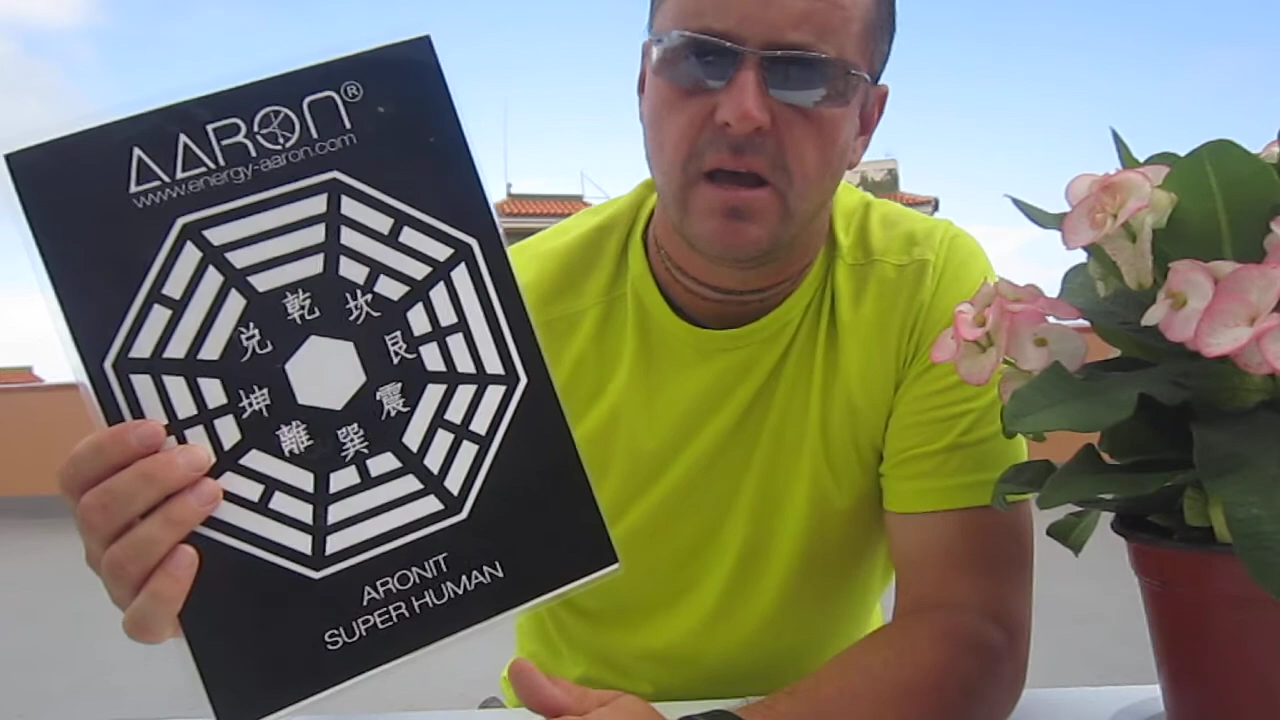 AARON®
www.energy-aaron.com
乾
坎
艮
震
巽
離
坤
兑
ARONIT
SUPER HUMAN